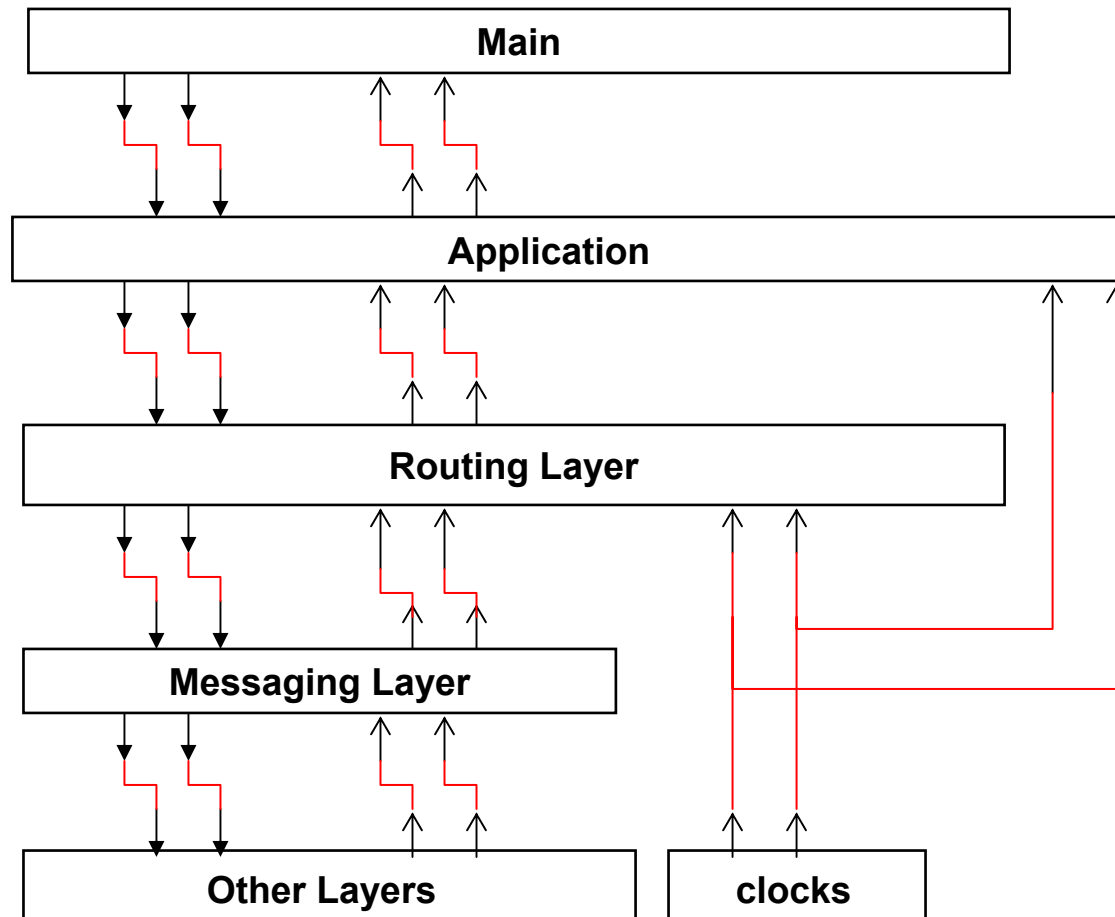 Main
Application
Routing Layer
Messaging Layer
Other Layers
clocks